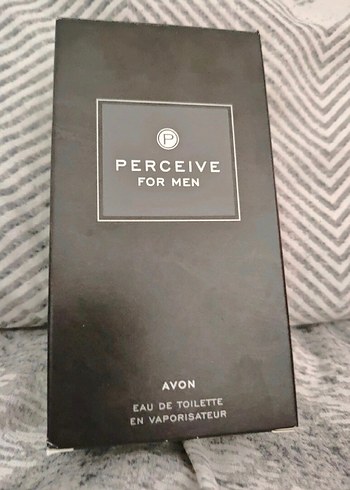 P
PERCEIVE
FOR MEN
AVON
EAU DE TOILETTE
EN VAPORISATEUR